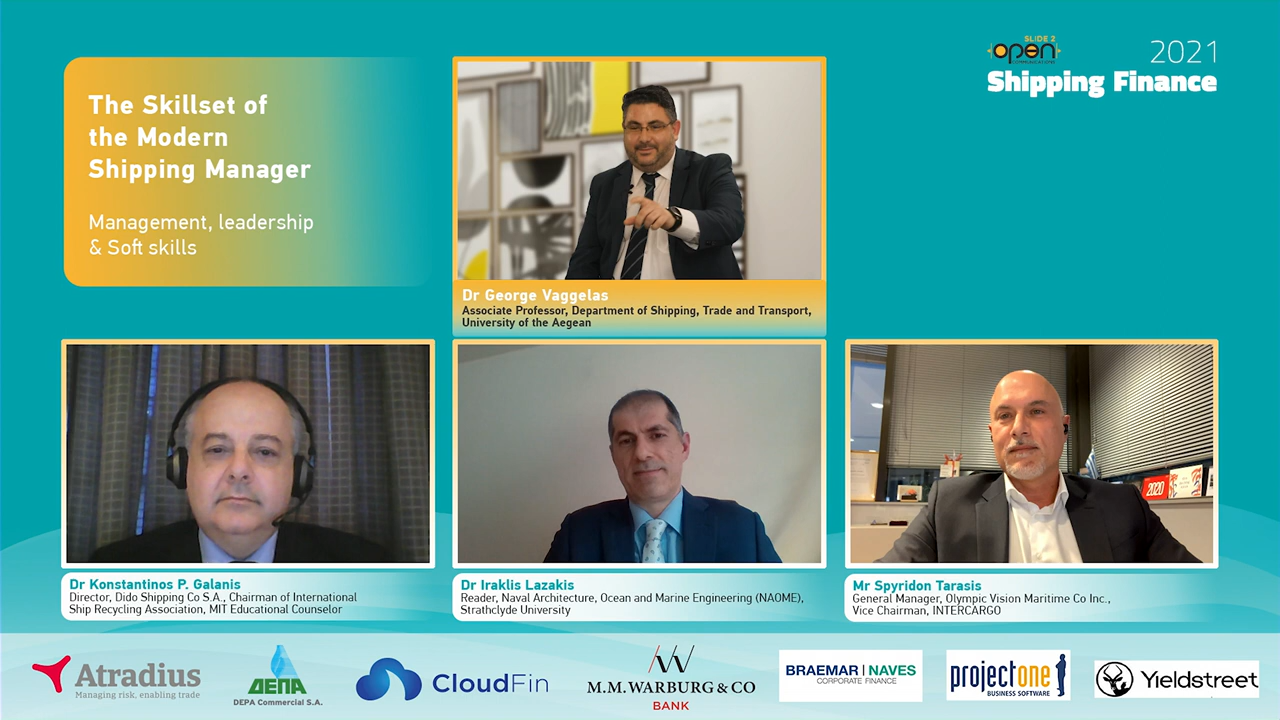 The Skillset of
the Modern
Shipping Manager
Management, leadership
& Soft skills
SLIDE 2
open
COMMUNICATIONS
2021
Shipping Finance
Dr George Vaggelas
Associate Professor, Department of Shipping, Trade and Transport,
University of the Aegean
2020
Dr Konstantinos P. Galanis
Director, Dido Shipping Co S.A., Chairman of International
Ship Recycling Association, MIT Educational Counselor
Dr Iraklis Lazakis
Reader, Naval Architecture, Ocean and Marine Engineering (NAOME),
Strathclyde University
Mr Spyridon Tarasis
General Manager, Olympic Vision Maritime Co Inc.,
Vice Chairman, INTERCARGO
Atradius
Managing risk, enabling trade
ΔΕΠΑ
DEPA Commercial S.A.
CloudFin
M.M.WARBURG & CO
BANK
BRAEMAR | NAVES
CORPORATE FINANCE
projectone
BUSINESS SOFTWARE
Yieldstreet